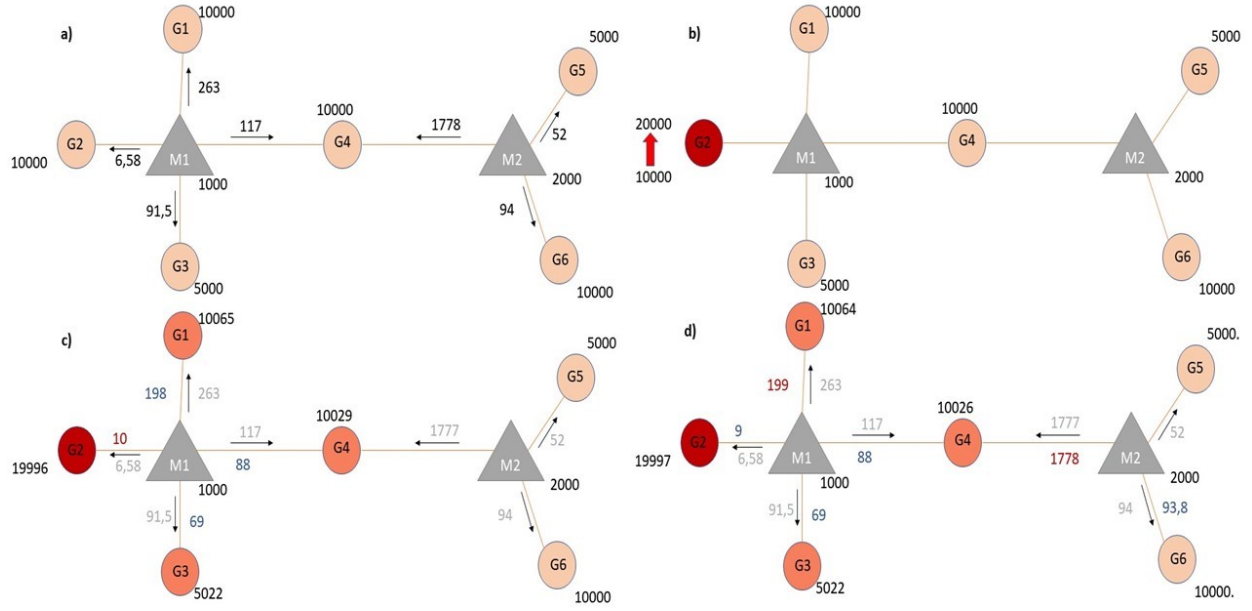 a)
G1
10000
263
G2
10000
6,58
M1
1000
117
10000
G4
1778
91,5
G3
5000
5000
G5
52
M2
2000
94
G6
10000
b)
G1
10000
20000
10000
G2
M1
1000
10000
G4
G3
5000
5000
G5
M2
2000
G6
10000
c)
G1
10065
198
263
G2
19996
10
6,58
M1
1000
117
88
10029
G4
1777
91,5
69
G3
5022
5000
G5
52
M2
2000
94
G6
10000
d)
G1
10064
199
263
G2
19997
9
6,58
M1
1000
117
88
10026
G4
1777
1778
91,5
69
G3
5022
5000.
G5
52
M2
2000
94
93,8
G6
10000.